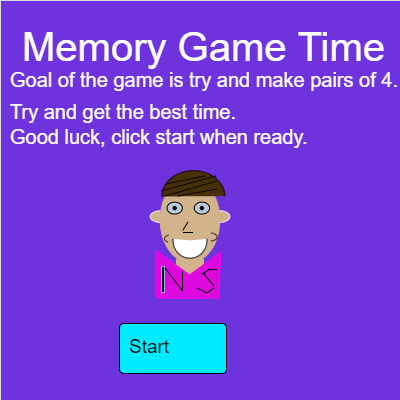 Memory Game Time
Goal of the game is try and make pairs of 4.
Try and get the best time.
Good luck, click start when ready.
N S
Start